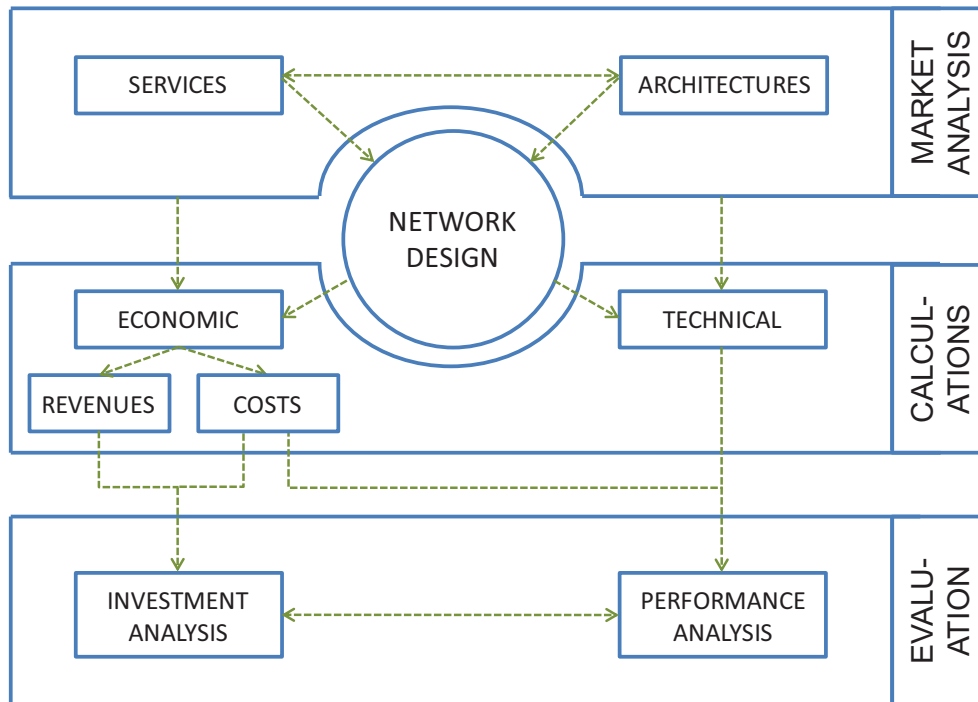 SERVICES
ARCHITECTURES
MARKET
ANALYSIS
NETWORK
DESIGN
ECONOMIC
TECHNICAL
REVENUES
COSTS
CALCUL-
ATIONS
INVESTMENT
ANALYSIS
PERFORMANCE
ANALYSIS
EVALU-
ATION